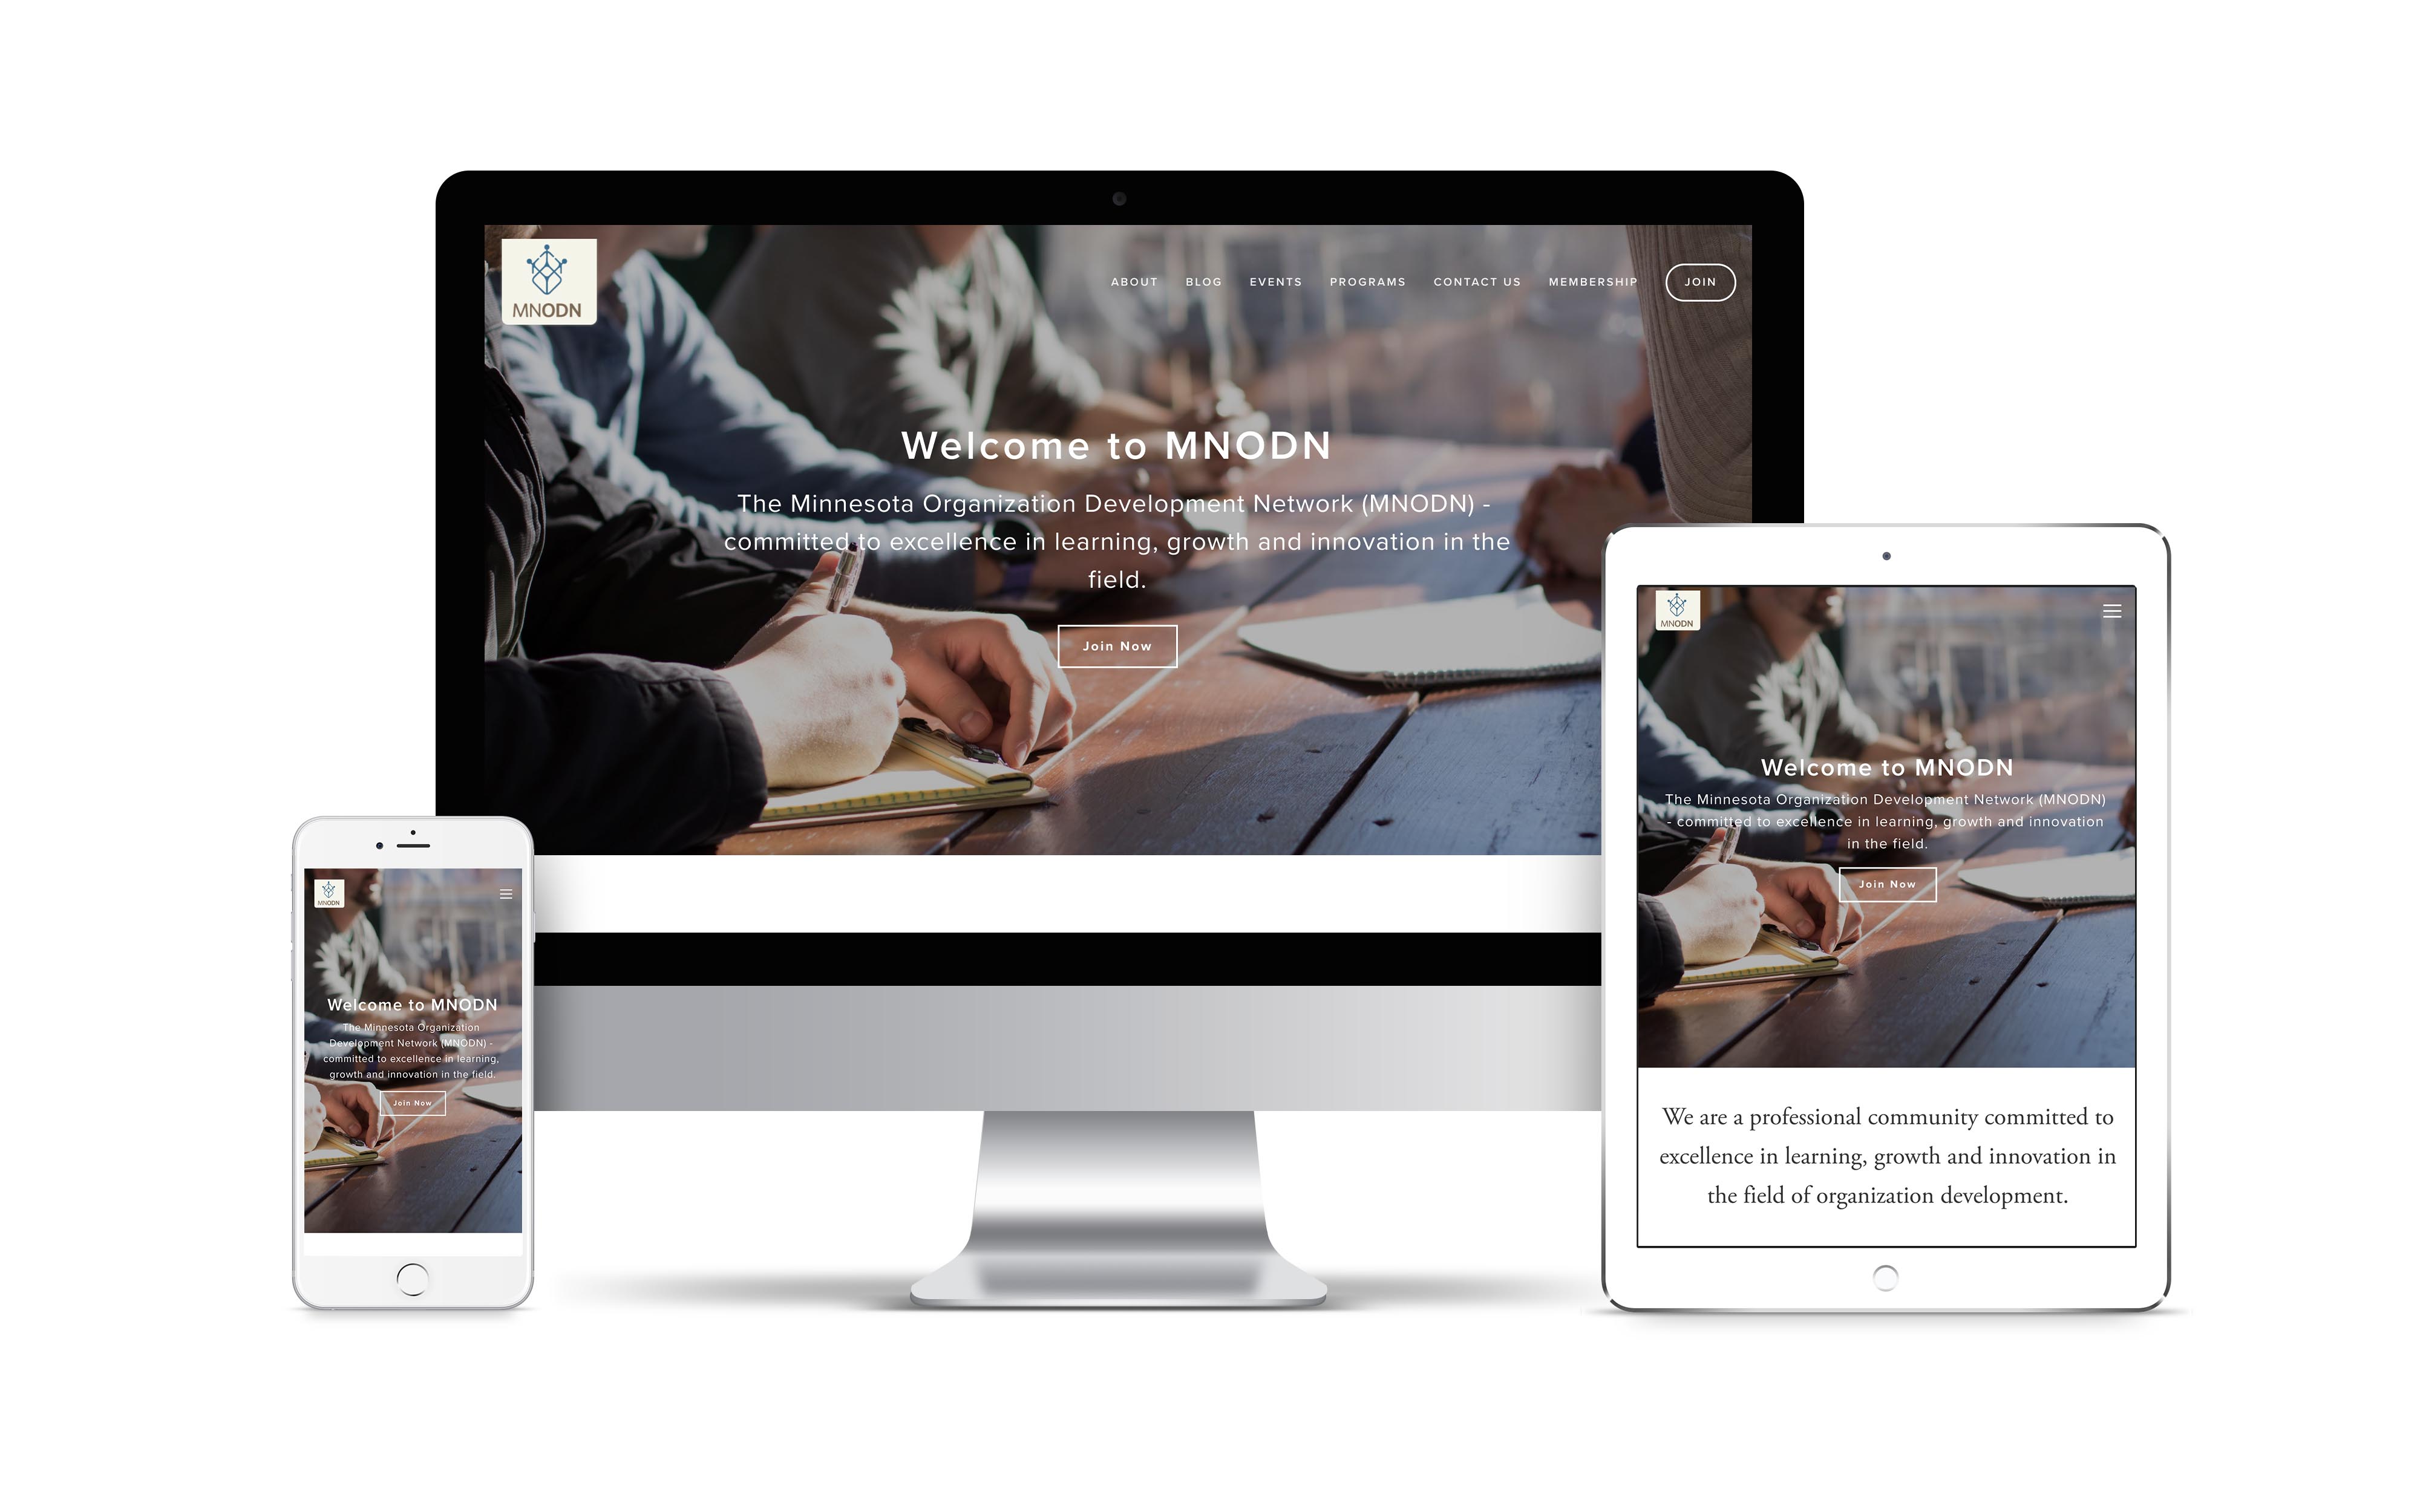 MNODN
ABOUT BLOG EVENTS PROGRAMS CONTACT US MEMBERSHIP JOIN
Welcome to MNODN
The Minnesota Organization Development Network (MNODN) -
committed to excellence in learning, growth and innovation in the
field.
Join Now
MNODN
Welcome to MNODN
The Minnesota Organization
Development Network (MNODN) -
committed to excellence in learning,
growth and innovation in the field.
Join Now
MNODN
Welcome to MNODN
The Minnesota Organization Development Network (MNODN)
- committed to excellence in learning, growth and innovation
in the field.
Join Now
We are a professional community committed to
excellence in learning, growth and innovation in
the field of organization development.